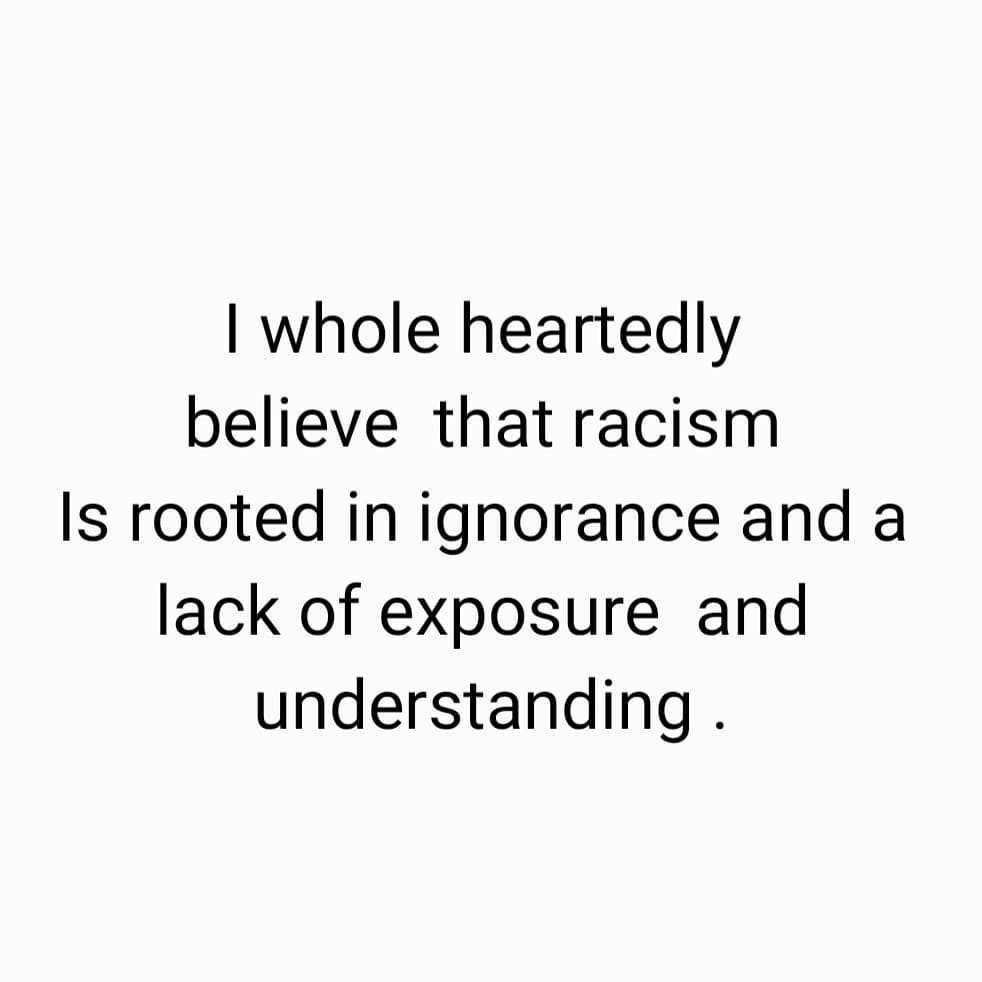 I whole heartedly
believe  that racism
Is rooted in ignorance and a
lack of exposure  and
understanding .